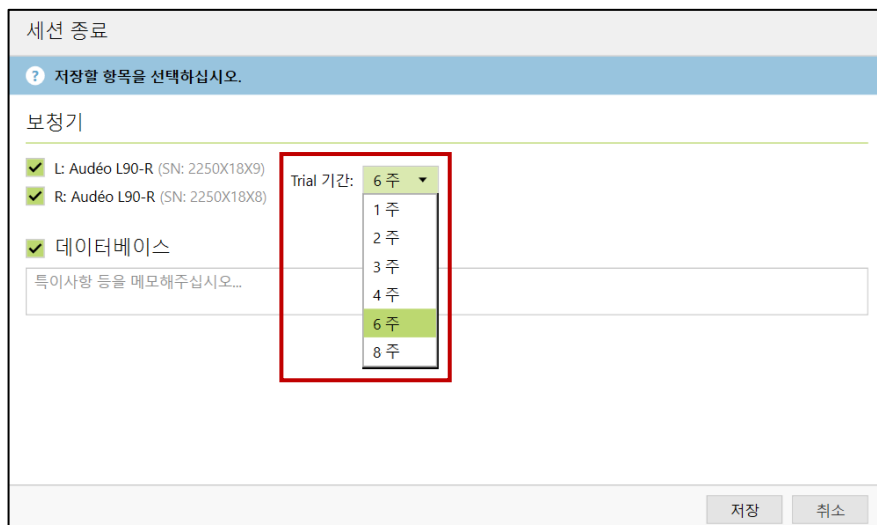 세션 종료
? 저장할 항목을 선택하십시오.
보청기
L: Audéo L90-R (SN: 2250X18X9)
R: Audéo L90-R (SN: 2250X18X8)
Trial 기간: 6 주
1 주
2 주
3 주
4 주
6 주
8 주
데이터베이스
특이사항 등을 메모해주십시오...
저장 취소